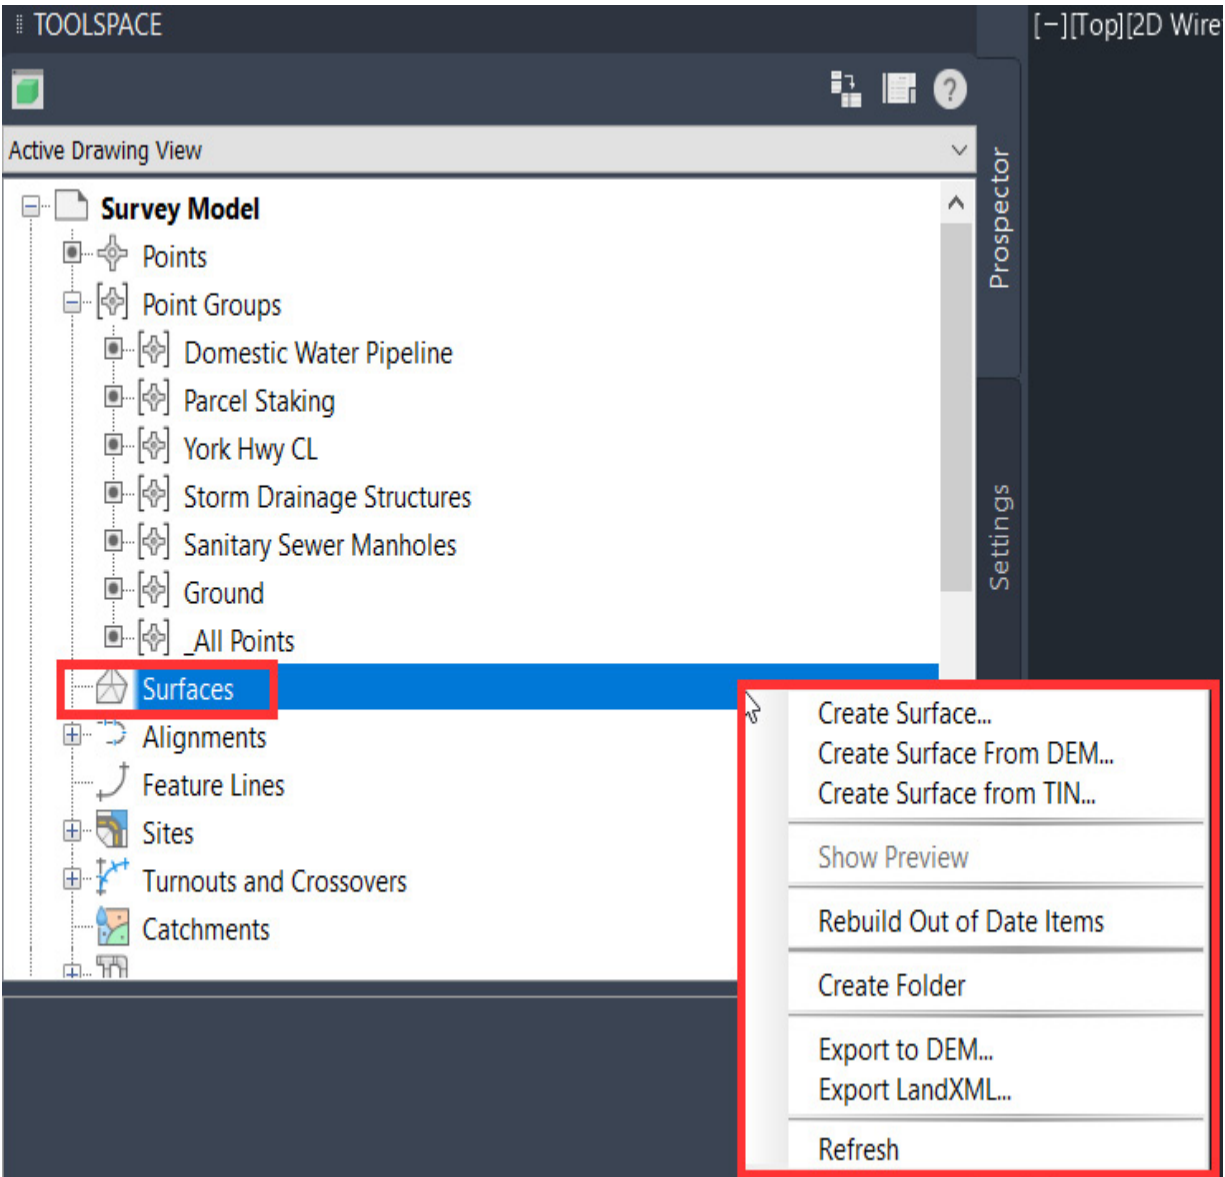 TOOLSPACE
[−][Top][2D Wire
Active Drawing View
Survey Model
Points
Point Groups
Domestic Water Pipeline
Parcel Staking
York Hwy CL
Storm Drainage Structures
Sanitary Sewer Manholes
Ground
_All Points
Surfaces
Alignments
Feature Lines
Sites
Turnouts and Crossovers
Catchments
Prospector
Settings
Create Surface...
Create Surface From DEM...
Create Surface from TIN...
Show Preview
Rebuild Out of Date Items
Create Folder
Export to DEM...
Export LandXML...
Refresh